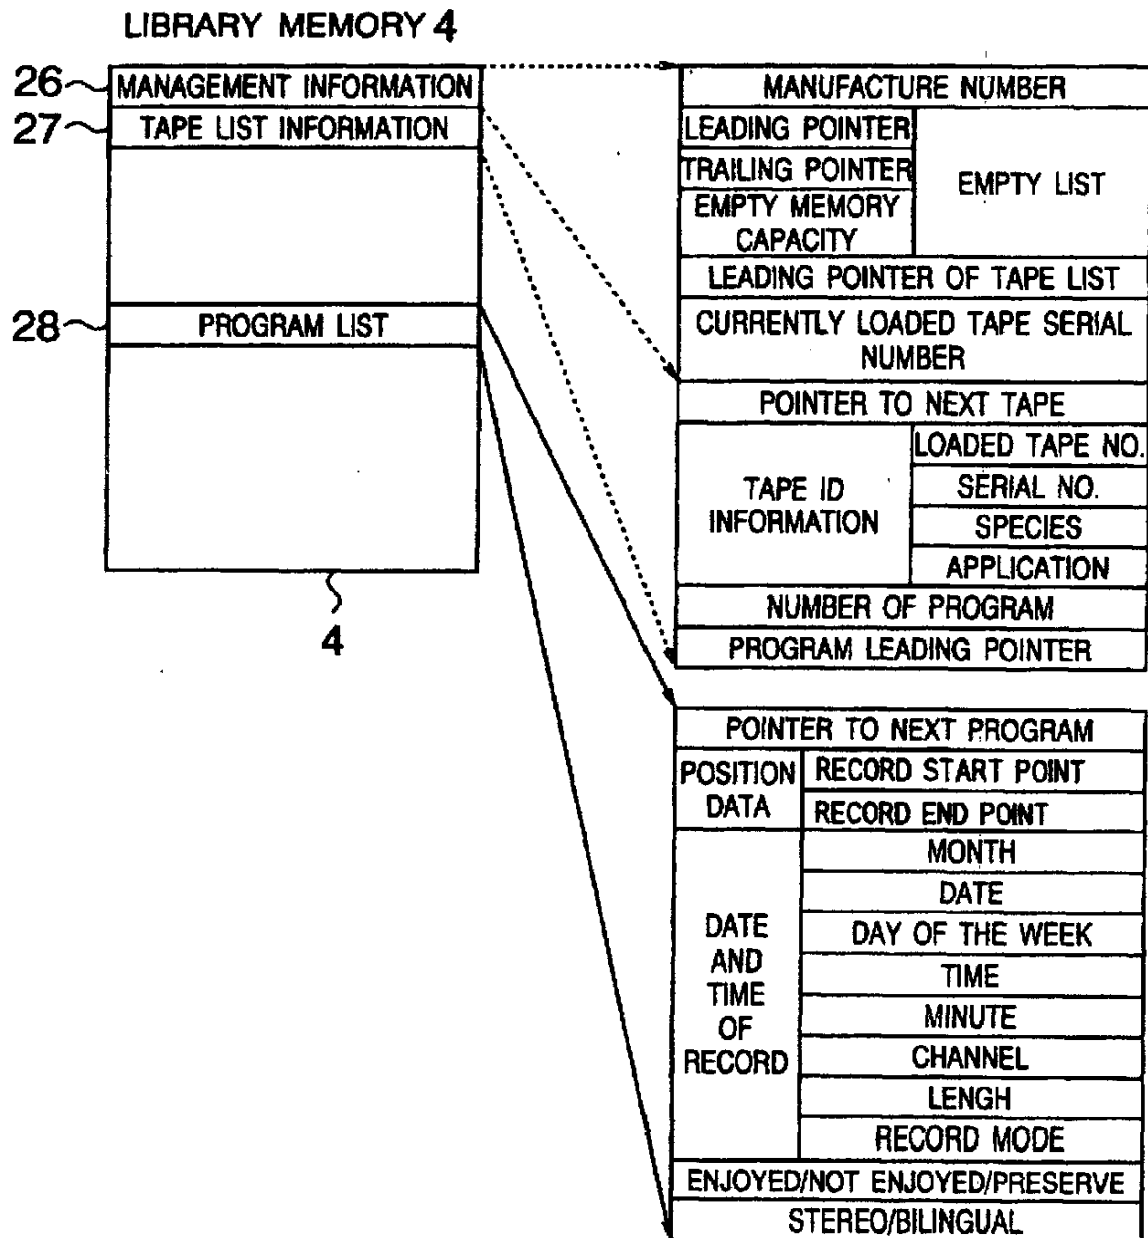 LIBRARY MEMORY 4
26
MANAGEMENT INFORMATION
27
TAPE LIST INFORMATION
28
PROGRAM LIST
4
MANUFACTURE NUMBER
LEADING POINTER
TRAILING POINTER
EMPTY MEMORY
CAPACITY
EMPTY LIST
LEADING POINTER OF TAPE LIST
CURRENTLY LOADED TAPE SERIAL
NUMBER
POINTER TO NEXT TAPE
TAPE ID
INFORMATION
LOADED TAPE NO.
SERIAL NO.
SPECIES
APPLICATION
NUMBER OF PROGRAM
PROGRAM LEADING POINTER
POINTER TO NEXT PROGRAM
POSITION
DATA
RECORD START POINT
RECORD END POINT
DATE
AND
TIME
OF
RECORD
MONTH
DATE
DAY OF THE WEEK
TIME
MINUTE
CHANNEL
LENGH
RECORD MODE
ENJOYED/NOT ENJOYED/PRESERVE
STEREO/BILINGUAL